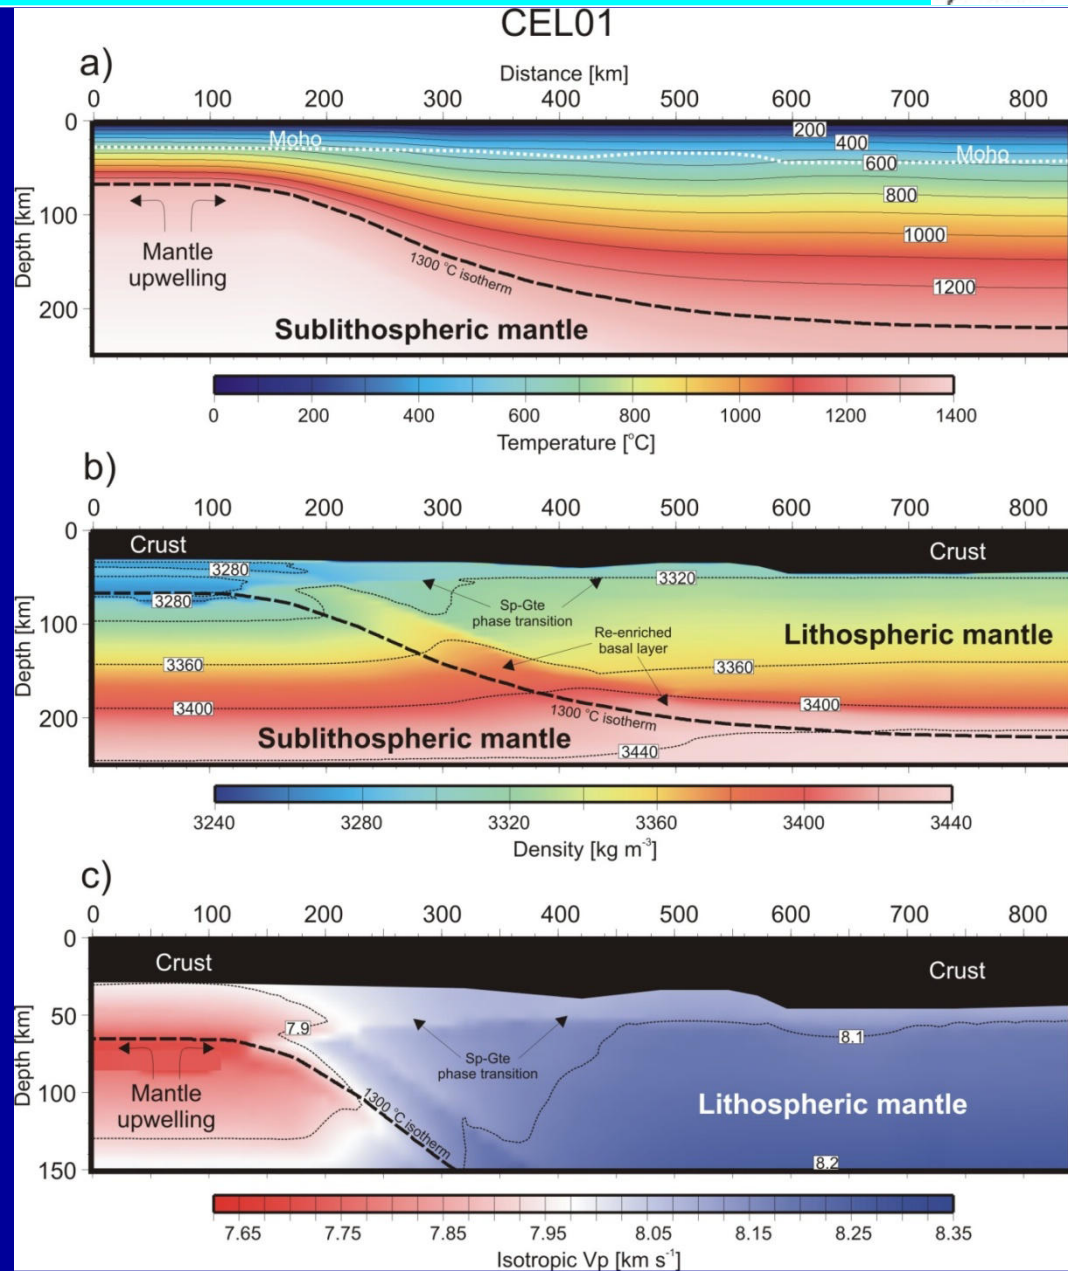 CEL01
a)
Distance [km]
0 100 200 300 400 500 600 700 800
0
100
200
Depth [km]
200
400
Moho
600
Moho
800
1000
1200
Mantle
upwelling
1300 °C isotherm
Sublithospheric mantle
0 200 400 600 800 1000 1200 1400
Temperature [°C]
b)
0 100 200 300 400 500 600 700 800
0
100
200
Depth [km]
Crust
Crust
3280
3280
3320
Sp-Gte
phase transition
Re-enriched
basal layer
Lithospheric mantle
3360
3360
3400
3400
1300 °C isotherm
Sublithospheric mantle
3440
3240 3280 3320 3360 3400 3440
Density [kg m⁻³]
c)
0 100 200 300 400 500 600 700 800
0
50
100
150
Depth [km]
Crust
Crust
7.9
8.1
Sp-Gte
phase transition
Mantle
upwelling
1300 °C isotherm
Lithospheric mantle
8.2
7.65 7.75 7.85 7.95 8.05 8.15 8.25 8.35
Isotropic Vp [km s⁻¹]